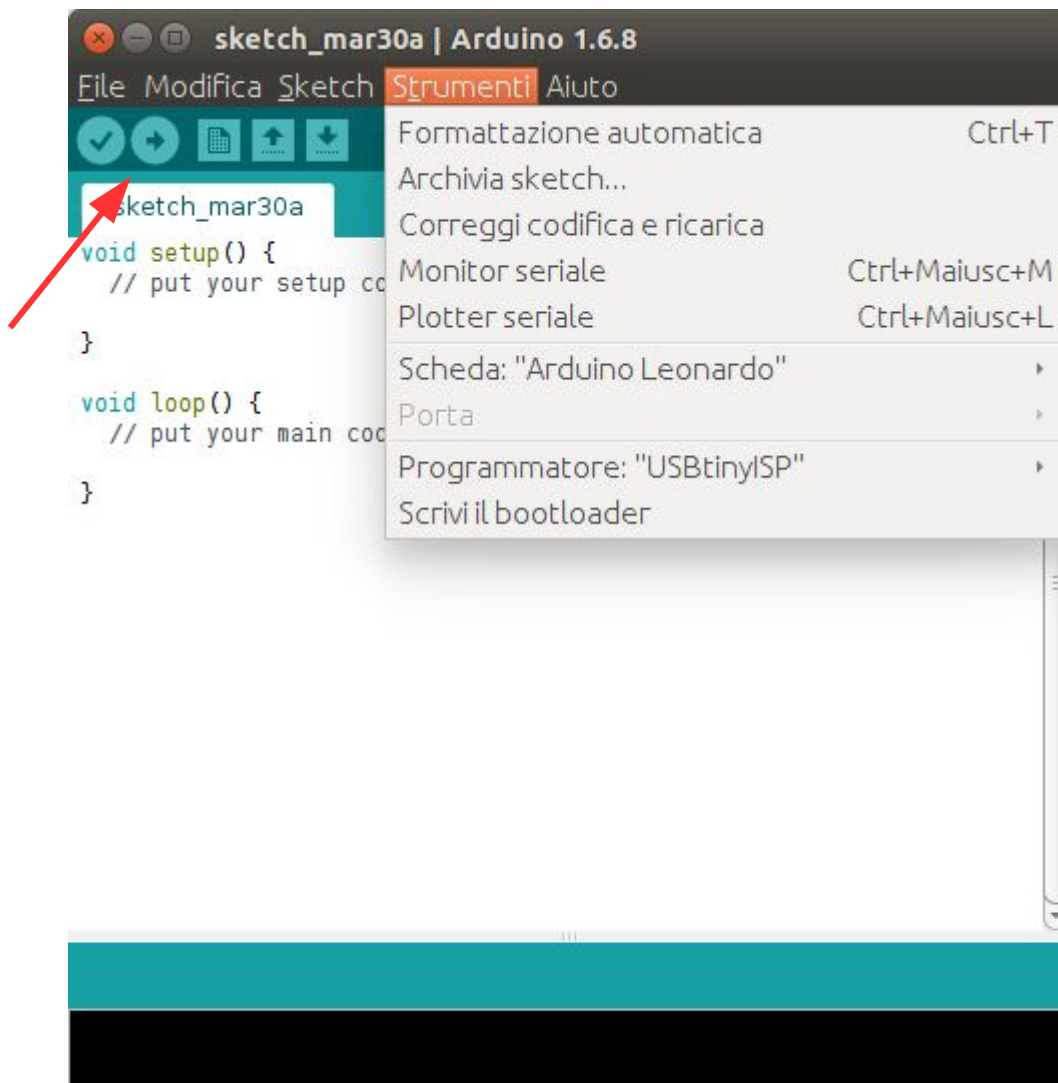 sketch_mar30a | Arduino 1.6.8
File Modifica Sketch Strumenti Aiuto
Formattazione automatica Ctrl+T
Archivia sketch...
Correggi codifica e ricarica
Monitor seriale Ctrl+Maiusc+M
Plotter seriale Ctrl+Maiusc+L
Scheda: "Arduino Leonardo"
Porta
Programmatore: "USBtinyISP"
Scrivi il bootloader
sketch_mar30a
void setup() {
// put your setup co
}
void loop() {
// put your main cod
}